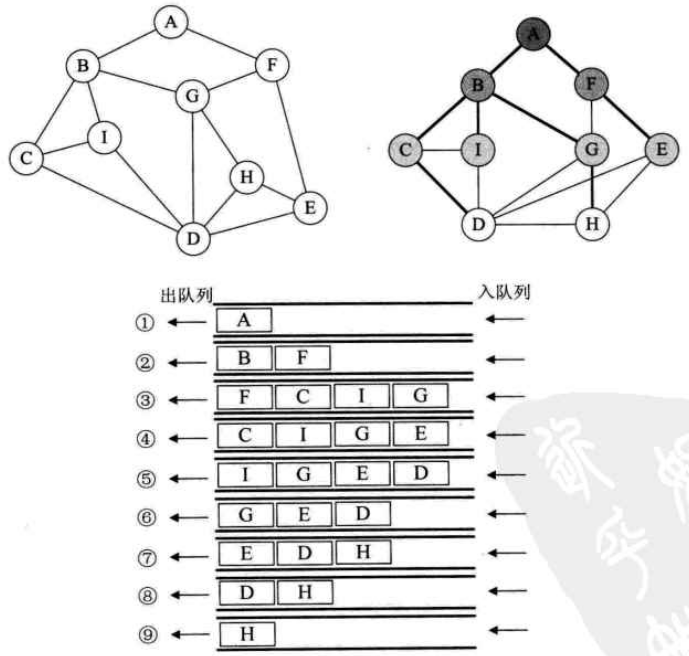 A
B
F
G
I
C
H
E
D
A
B
F
C
I
G
E
D
H
出队列
入队列
① A
② B F
③ F C I G
④ C I G E
⑤ I G E D
⑥ G E D
⑦ E D H
⑧ D H
⑨ H